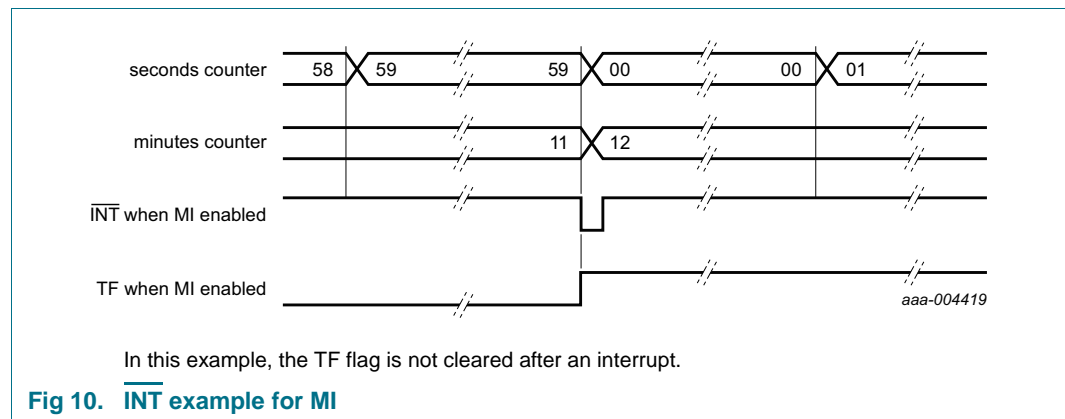 seconds counter 58 59 59 00 00 01
minutes counter 11 12
INT when MI enabled
TF when MI enabled
aaa-004419
In this example, the TF flag is not cleared after an interrupt.
Fig 10. INT example for MI